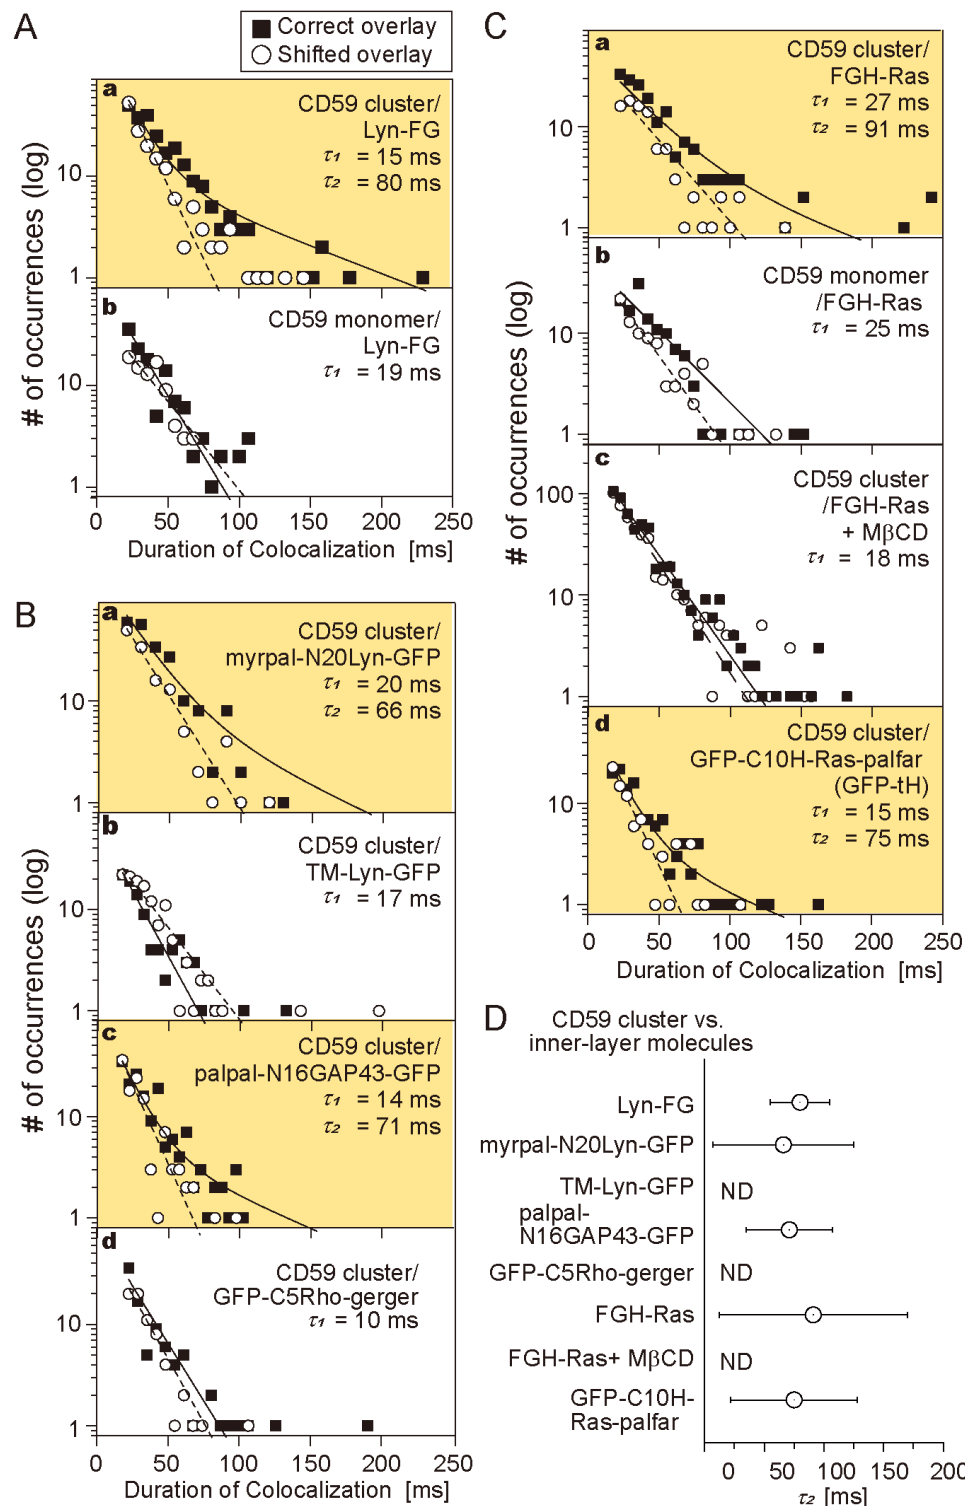 A
■ Correct overlay
○ Shifted overlay
a
CD59 cluster/
Lyn-FG
τ1 = 15 ms
τ2 = 80 ms
10
1
b
CD59 monomer/
Lyn-FG
τ1 = 19 ms
10
1
# of occurrences (log)
0 50 100 150 200 250
Duration of Colocalization [ms]
B
a
CD59 cluster/
myrpal-N20Lyn-GFP
τ1 = 20 ms
τ2 = 66 ms
10
1
b
CD59 cluster/
TM-Lyn-GFP
τ1 = 17 ms
10
1
c
CD59 cluster/
palpal-N16GAP43-GFP
τ1 = 14 ms
τ2 = 71 ms
10
1
d
CD59 cluster/
GFP-C5Rho-gerger
τ1 = 10 ms
10
1
# of occurrences (log)
0 50 100 150 200 250
Duration of Colocalization [ms]
C
a
CD59 cluster/
FGH-Ras
τ1 = 27 ms
τ2 = 91 ms
10
1
b
CD59 monomer
/FGH-Ras
τ1 = 25 ms
10
1
c
CD59 cluster
/FGH-Ras
+ MβCD
τ1 = 18 ms
100
10
1
d
CD59 cluster/
GFP-C10H-Ras-palfar
(GFP-tH)
τ1 = 15 ms
τ2 = 75 ms
10
1
# of occurrences (log)
0 50 100 150 200 250
Duration of Colocalization [ms]
D
CD59 cluster vs.
inner-layer molecules
Lyn-FG
myrpal-N20Lyn-GFP
TM-Lyn-GFP ND
palpal-
N16GAP43-GFP
GFP-C5Rho-gerger ND
FGH-Ras
FGH-Ras+ MβCD ND
GFP-C10H-
Ras-palfar
0 50 100 150 200
τ2 [ms]